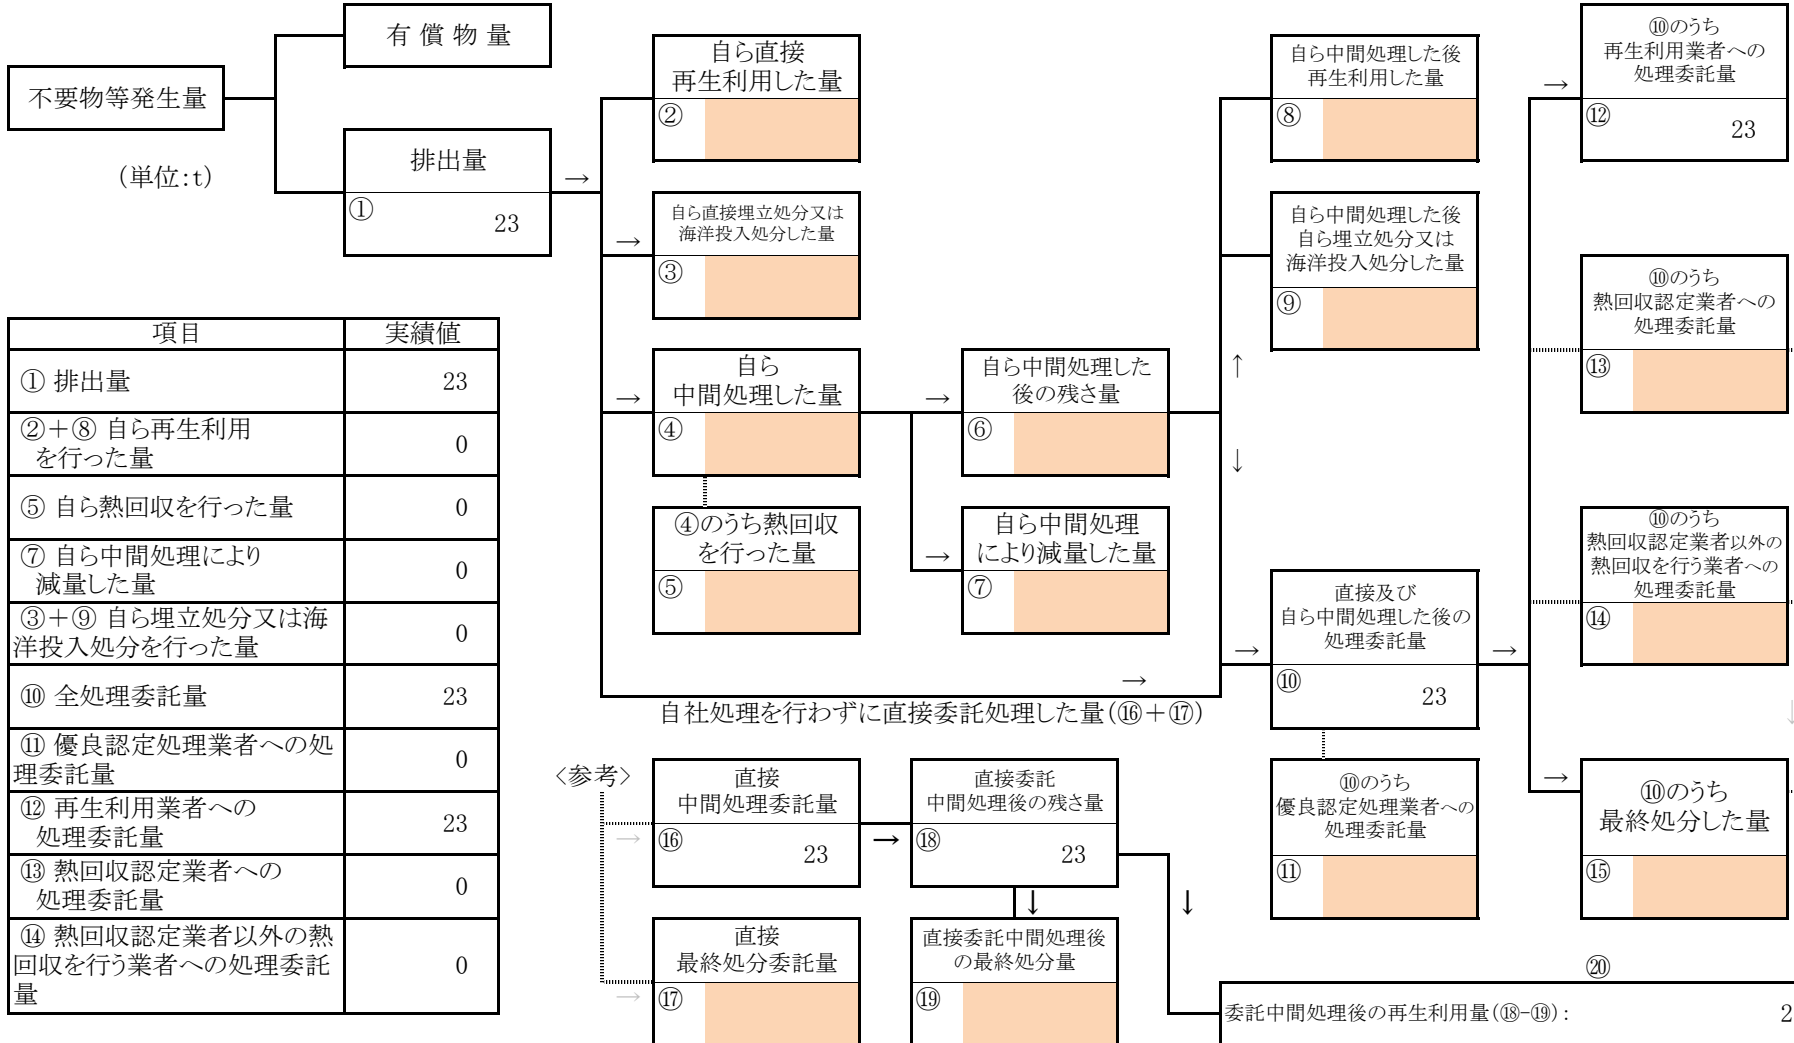 不要物等発生量
(単位:t)
有 償 物 量
排出量
①
23
→
自ら直接
再生利用した量
②
→
自ら直接埋立処分又は
海洋投入処分した量
③
→
自ら
中間処理した量
④
④のうち熱回収
を行った量
⑤
→
自ら中間処理した
後の残さ量
⑥
→
自ら中間処理
により減量した量
⑦
自ら中間処理した後
再生利用した量
⑧
自ら中間処理した後
自ら埋立処分又は
海洋投入処分した量
⑨
↑
↓
→
直接及び
自ら中間処理した後の
処理委託量
⑩
23
→
⑩のうち
優良認定処理業者への
処理委託量
⑪
→
⑩のうち
再生利用業者への
処理委託量
⑫
23
⑩のうち
熱回収認定業者への
処理委託量
⑬
⑩のうち
熱回収認定業者以外の
熱回収を行う業者への
処理委託量
⑭
↓
→
⑩のうち
最終処分した量
⑮
→
自社処理を行わずに直接委託処理した量(⑯+⑰)
項目 実績値
① 排出量 23
②+⑧ 自ら再生利用
を行った量 0
⑤ 自ら熱回収を行った量 0
⑦ 自ら中間処理により
減量した量 0
③+⑨ 自ら埋立処分又は海
洋投入処分を行った量 0
⑩ 全処理委託量 23
⑪ 優良認定処理業者への処
理委託量 0
⑫ 再生利用業者への
処理委託量 23
⑬ 熱回収認定業者への
処理委託量 0
⑭ 熱回収認定業者以外の熱
回収を行う業者への処理委託
量 0
<参考>
→
直接
中間処理委託量
⑯
23
→
直接委託
中間処理後の残さ量
⑱
23
↓
↓
→
直接
最終処分委託量
⑰
直接委託中間処理後
の最終処分量
⑲
⑳
委託中間処理後の再生利用量(⑱-⑲): 2